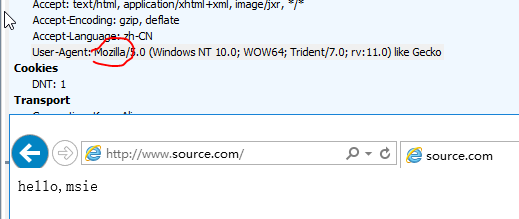 Accept: text/html, application/xhtml+xml, image/jxr, */*
Accept-Encoding: gzip, deflate
Accept-Language: zh-CN
User-Agent: Mozilla/5.0 (Windows NT 10.0; WOW64; Trident/7.0; rv:11.0) like Gecko
Cookies
DNT: 1
Transport
http://www.source.com/
source.com
hello,msie